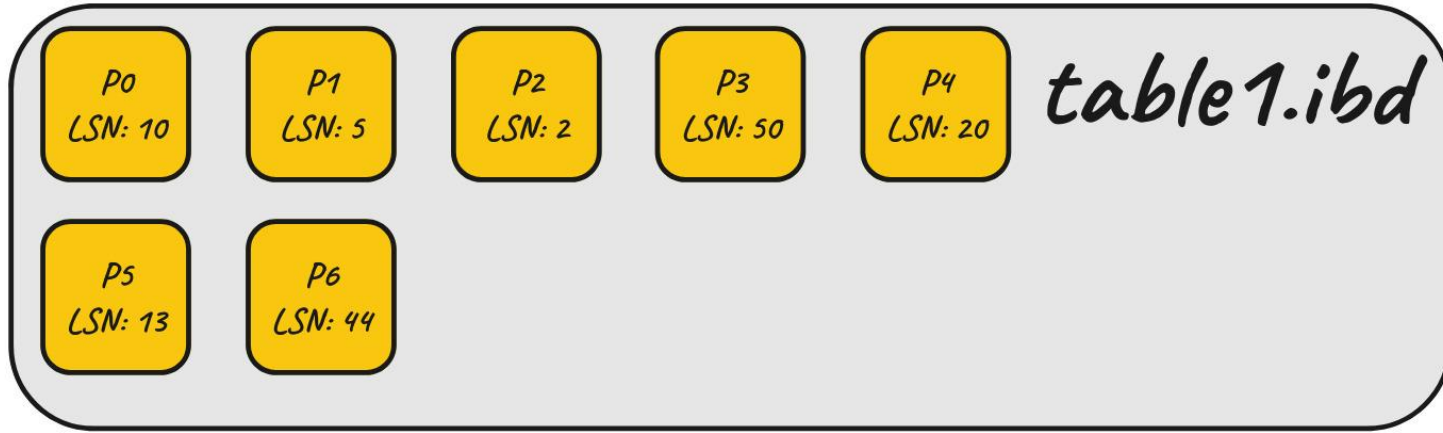 P0
LSN: 10
P1
LSN: 5
P2
LSN: 2
P3
LSN: 50
P4
LSN: 20
table1.ibd
P5
LSN: 13
P6
LSN: 44